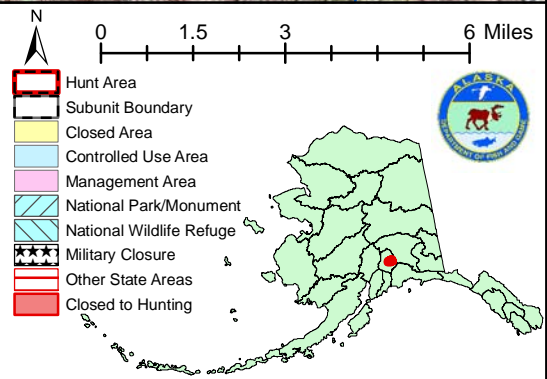 N
0 1.5 3 6 Miles
Hunt Area
Subunit Boundary
Closed Area
Controlled Use Area
Management Area
National Park/Monument
National Wildlife Refuge
Military Closure
Other State Areas
Closed to Hunting
ALASKA
DEPARTMENT OF FISH AND GAME